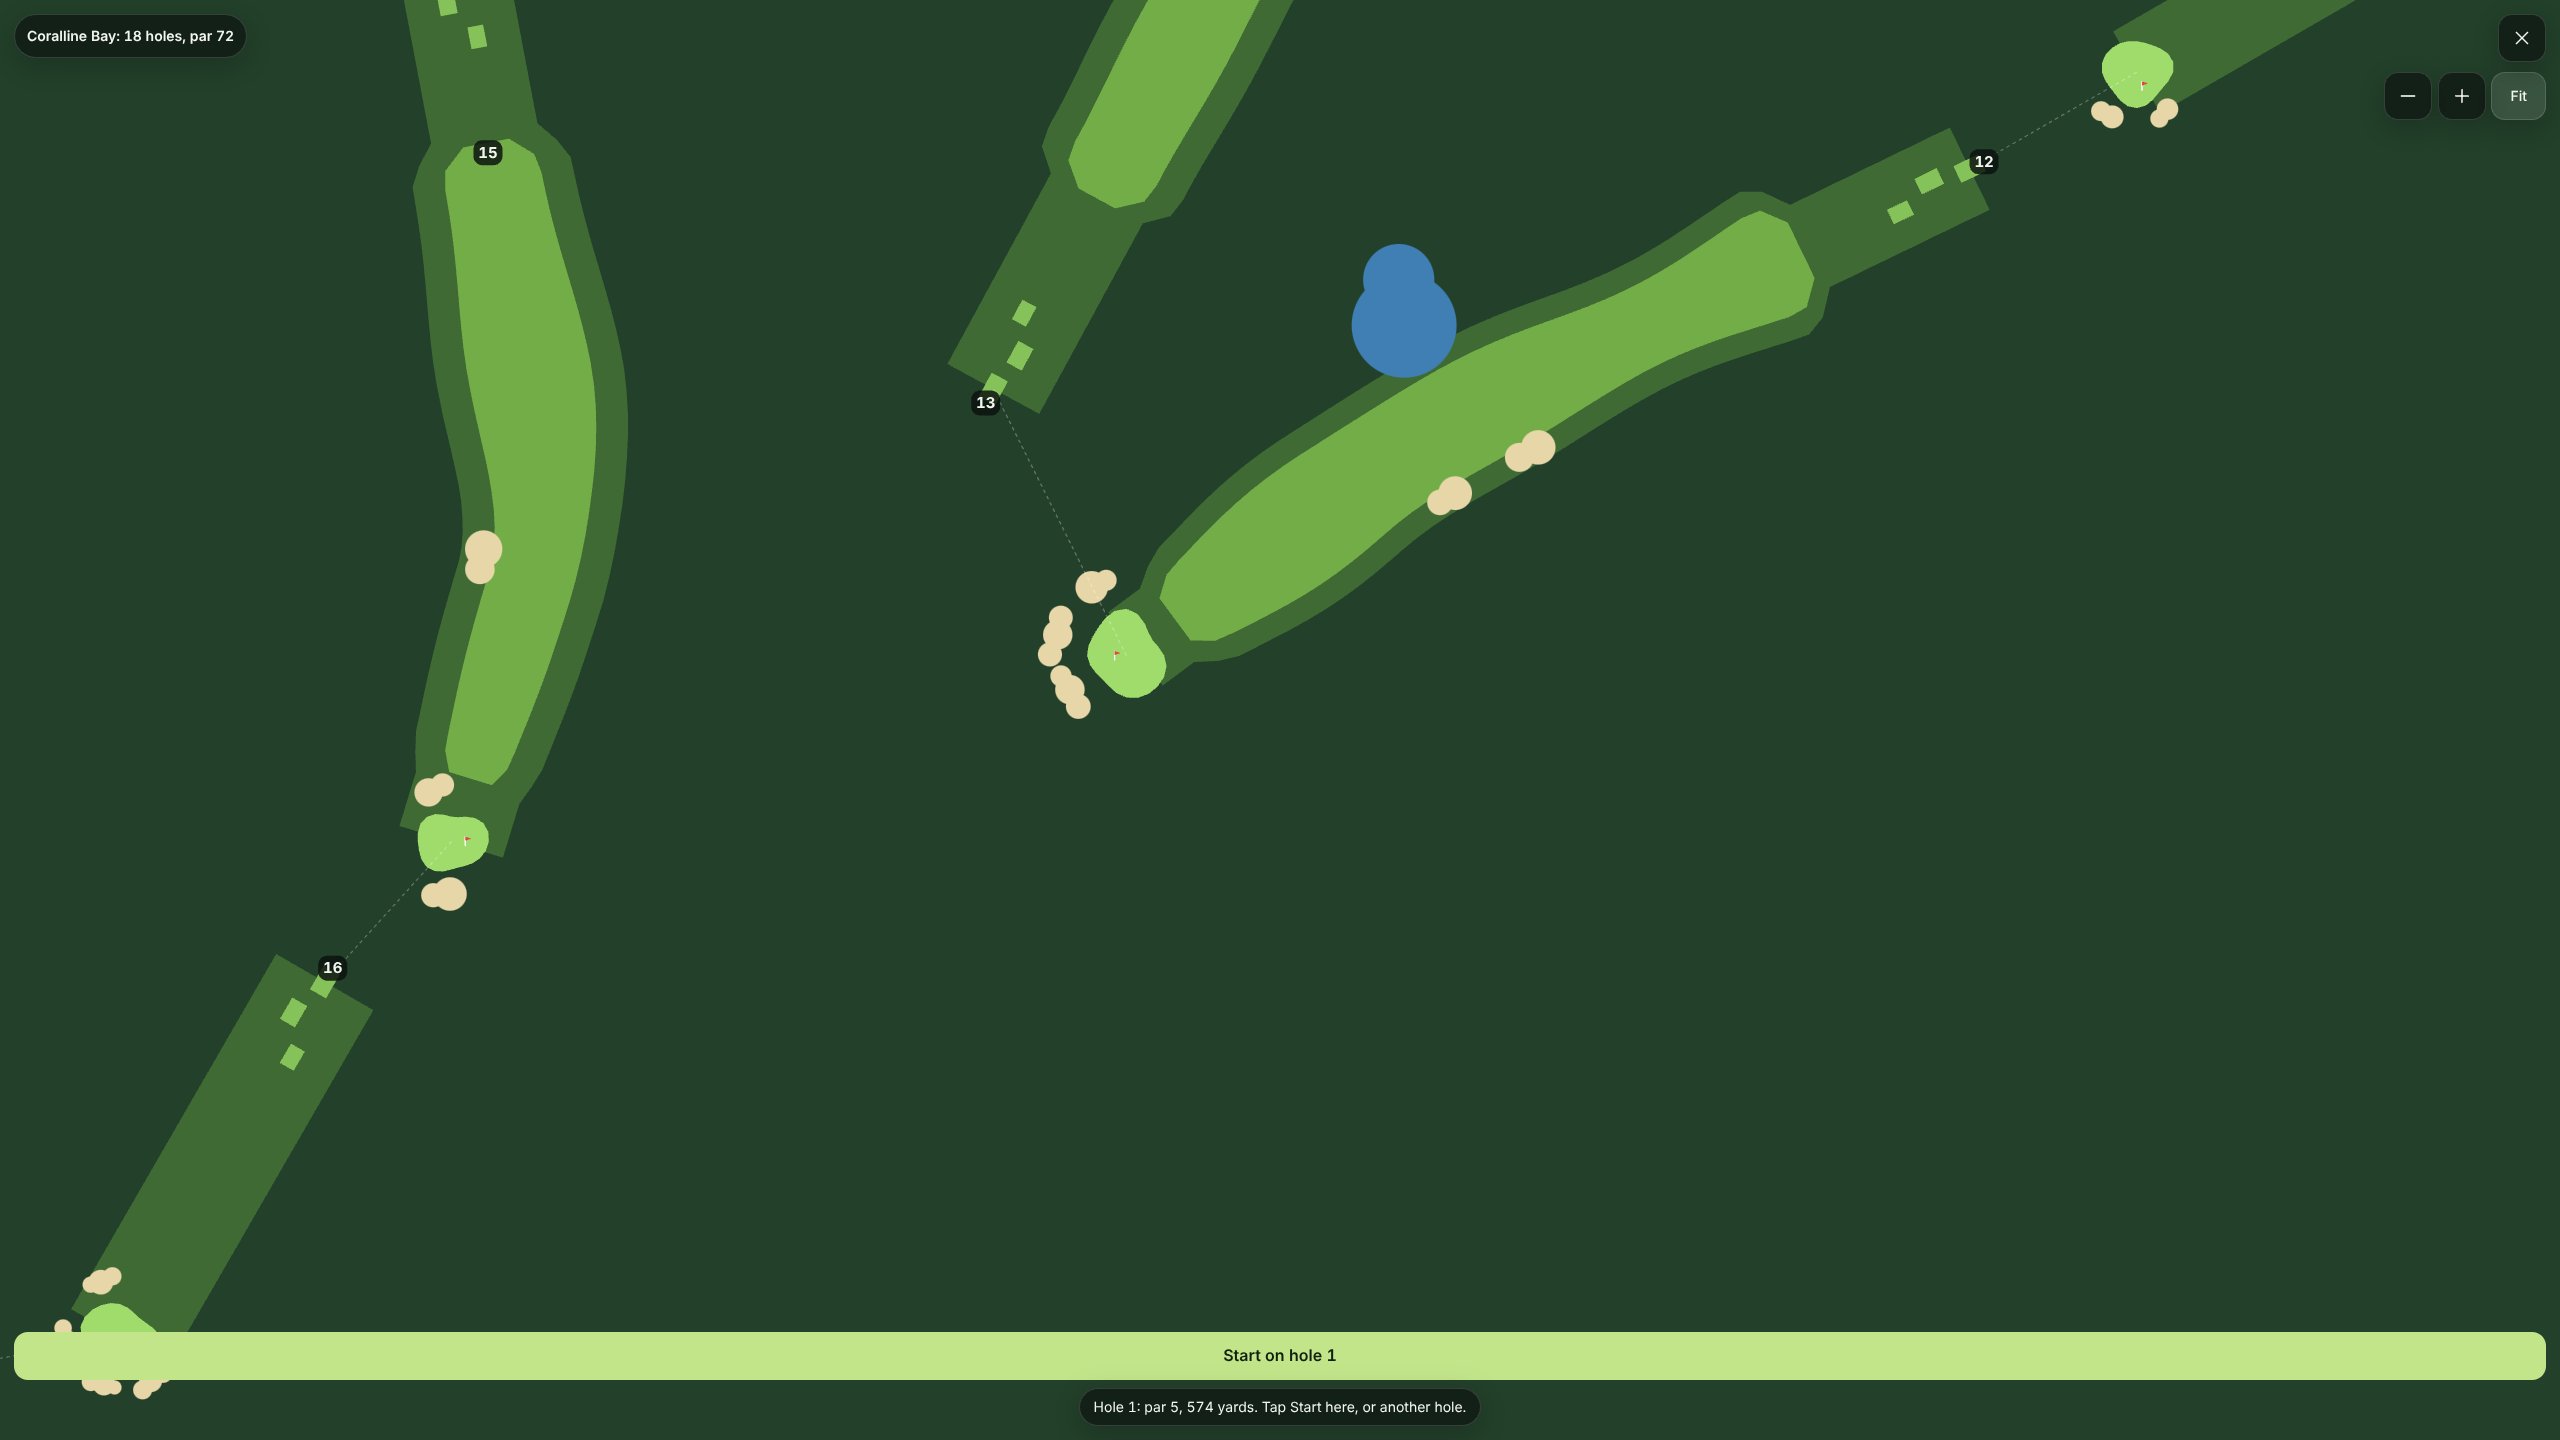 Coralline Bay: 18 holes, par 72
Fit
15
12
13
16
Start on hole 1
Hole 1: par 5, 574 yards. Tap Start here, or another hole.